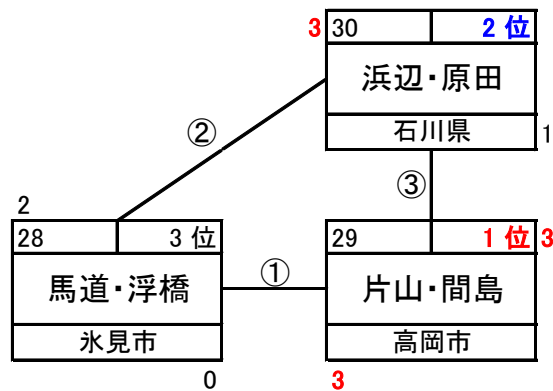 3 30 2 位
浜辺・原田
石川県 1
②
③
2
28 3 位
馬道・浮橋
氷見市
0
①
29 1 位 3
片山・間島
高岡市
3